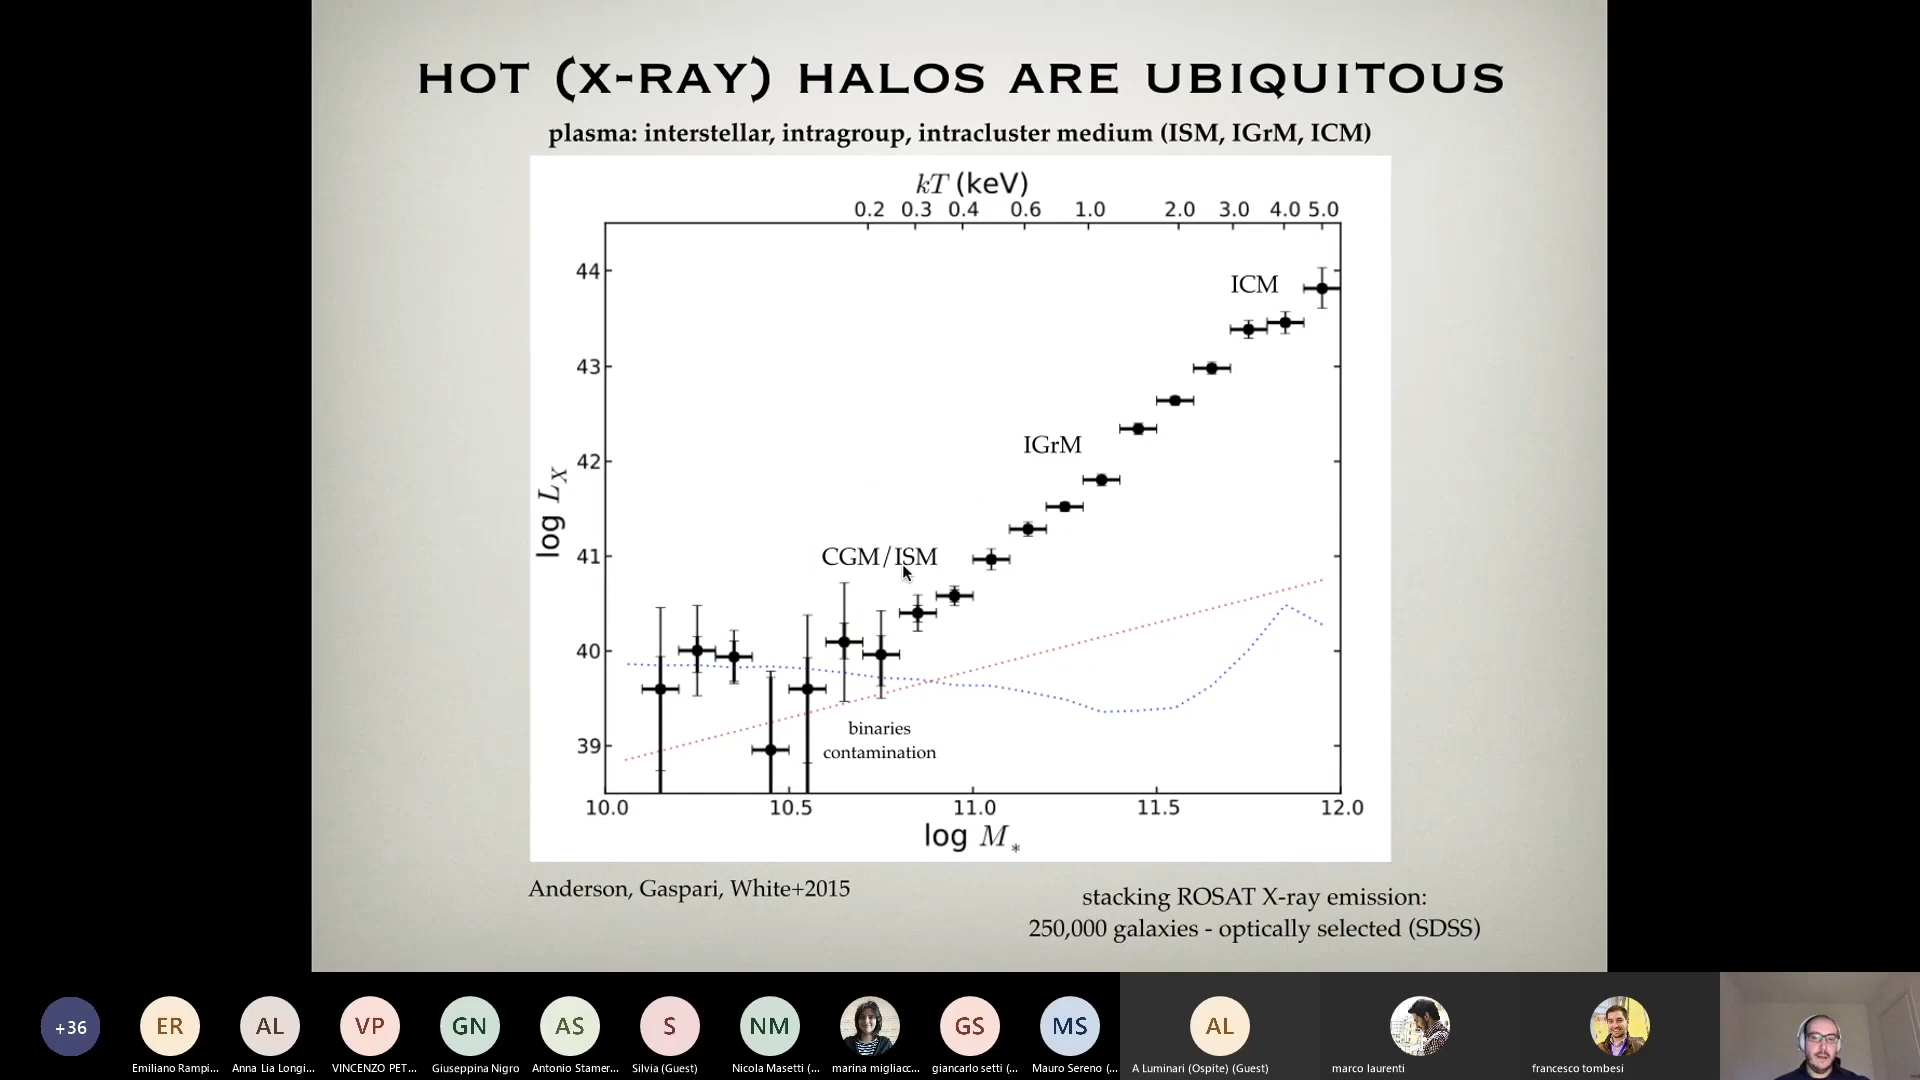 HOT (X-RAY) HALOS ARE UBIQUITOUS
plasma: interstellar, intragroup, intracluster medium (ISM, IGrM, ICM)
kT (keV)
0.2 0.3 0.4 0.6 1.0 2.0 3.0 4.0 5.0
44
ICM
43
IGrM
42
log L_X
CGM/ISM
41
40
binaries
contamination
39
10.0 10.5 11.0 11.5 12.0
log M_*
Anderson, Gaspari, White+2015
stacking ROSAT X-ray emission:
250,000 galaxies - optically selected (SDSS)
+36 ER AL VP GN AS S NM GS MS AL
Emiliano Rampi... Anna Lia Longi... VINCENZO PET... Giuseppina Nigro Antonio Stamer... Silvia (Guest) Nicola Masetti (... marina migliacc... giancarlo setti (... Mauro Sereno (... A Luminari (Ospite) (Guest) marco laurenti francesco tombesi